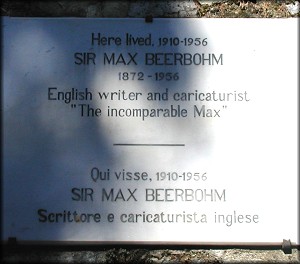 Here lived, 1910-1956
SIR MAX BEERBOHM
1872-1956
English writer and caricaturist
"The incomparable Max"
Qui visse, 1910-1956
SIR MAX BEERBOHM
Scrittore e caricaturista inglese